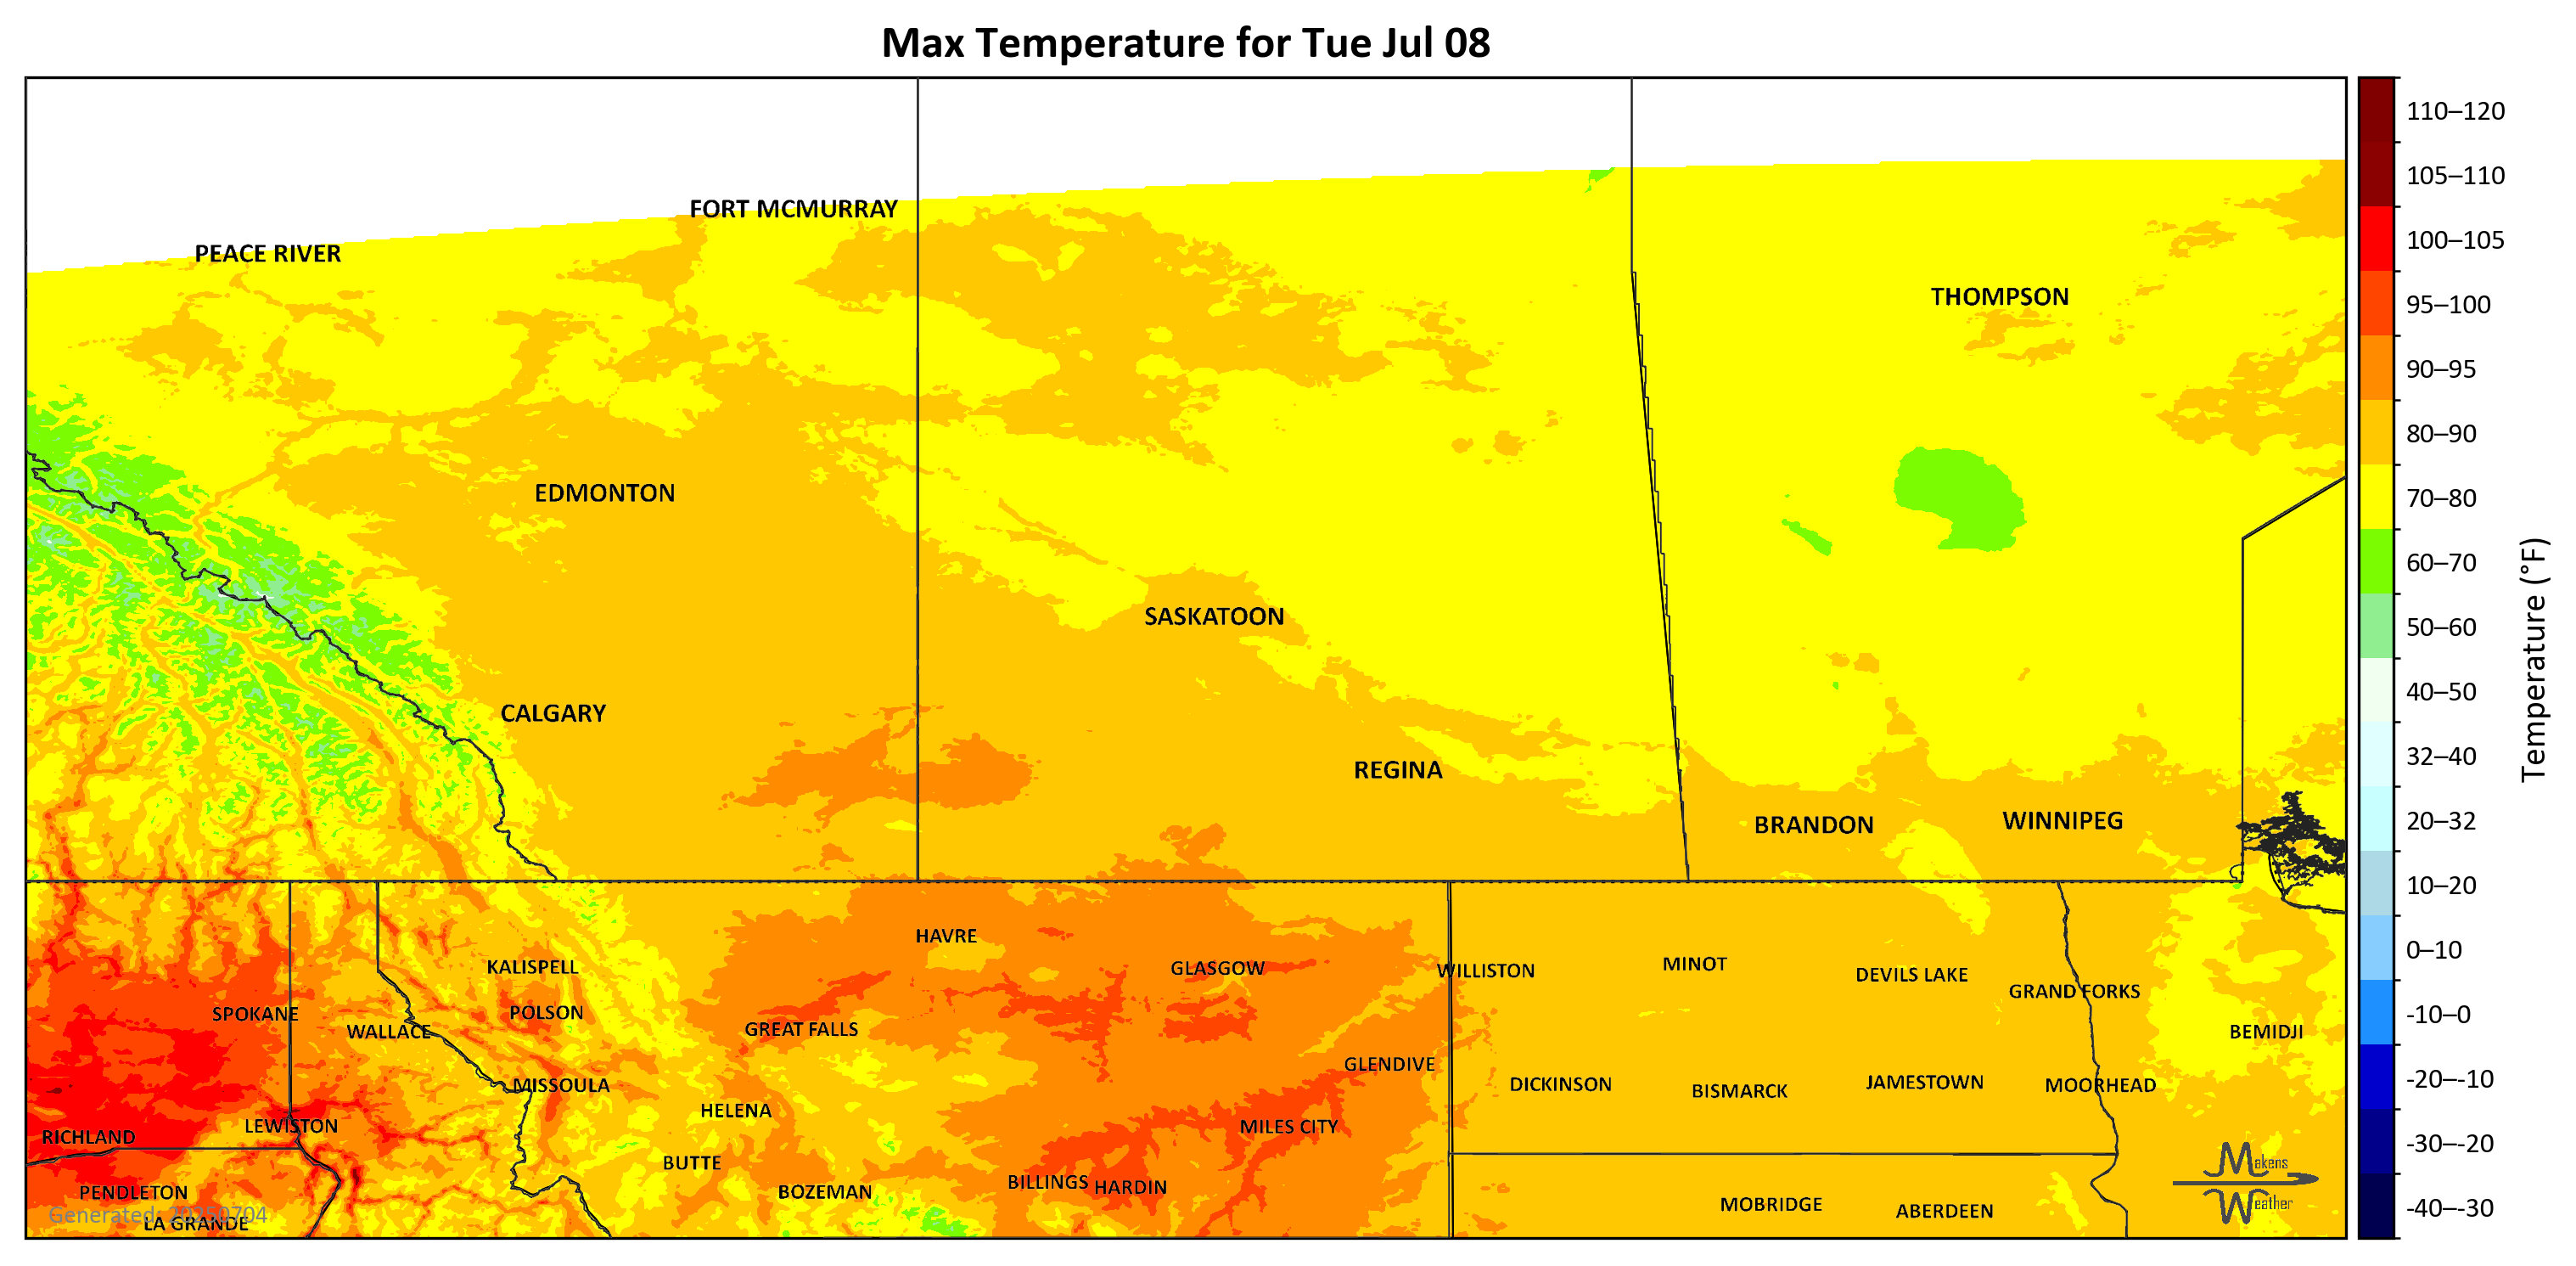 Max Temperature for Tue Jul 08
FORT MCMURRAY
PEACE RIVER
THOMPSON
EDMONTON
SASKATOON
CALGARY
REGINA
BRANDON
WINNIPEG
HAVRE
KALISPELL
GLASGOW
WILLISTON
MINOT
DEVILS LAKE
GRAND FORKS
SPOKANE
POLSON
WALLACE
GREAT FALLS
BEMIDJI
GLENDIVE
MISSOULA
DICKINSON
BISMARCK
JAMESTOWN
MOORHEAD
HELENA
LEWISTON
MILES CITY
RICHLAND
BUTTE
BILLINGS
HARDIN
PENDLETON
BOZEMAN
MOBRIDGE
ABERDEEN
LA GRANDE
Generated: 20250704
Makens
Weather
110–120
105–110
100–105
95–100
90–95
80–90
70–80
60–70
50–60
40–50
32–40
20–32
10–20
0–10
-10–0
-20–-10
-30–-20
-40–-30
Temperature (°F)